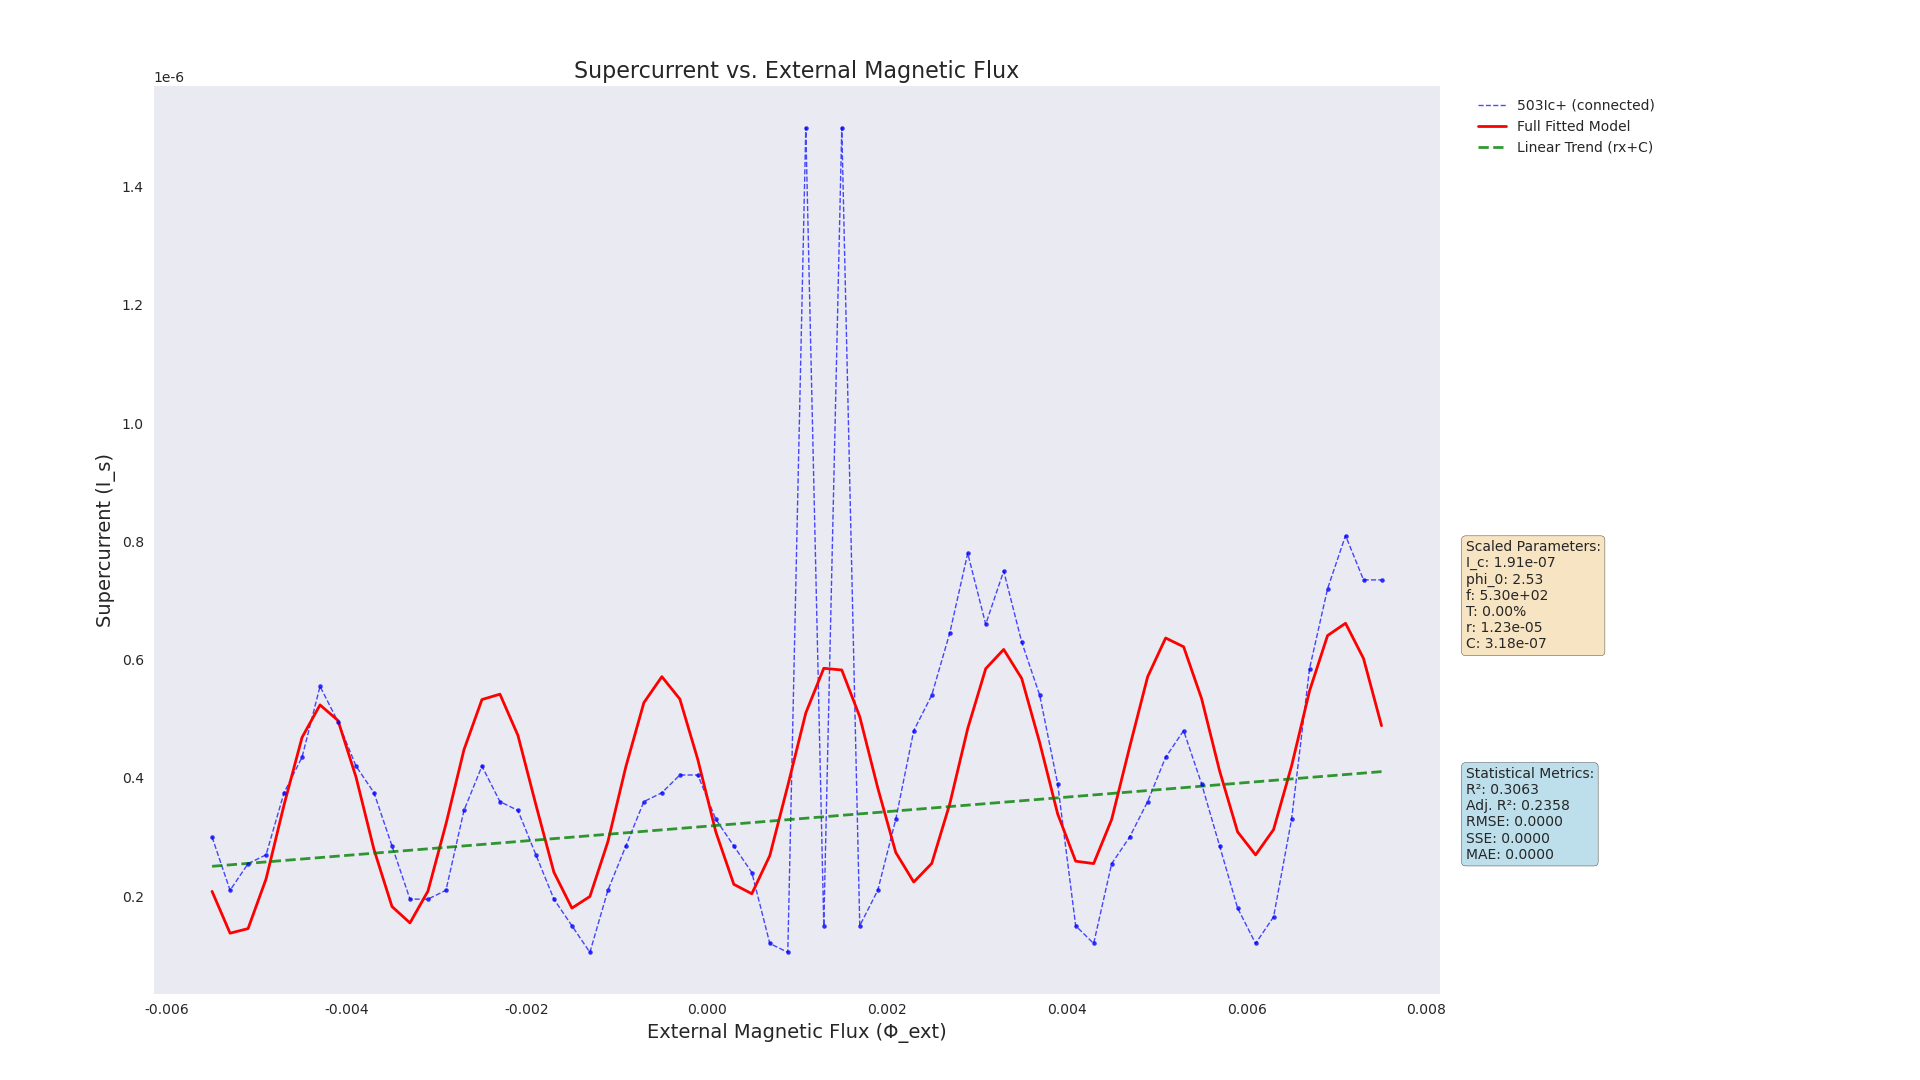 Supercurrent vs. External Magnetic Flux
1e-6
503Ic+ (connected)
Full Fitted Model
Linear Trend (rx+C)
1.4
1.2
1.0
0.8
0.6
0.4
0.2
Supercurrent (I_s)
Scaled Parameters:
I_c: 1.91e-07
phi_0: 2.53
f: 5.30e+02
T: 0.00%
r: 1.23e-05
C: 3.18e-07
Statistical Metrics:
R²: 0.3063
Adj. R²: 0.2358
RMSE: 0.0000
SSE: 0.0000
MAE: 0.0000
-0.006 -0.004 -0.002 0.000 0.002 0.004 0.006 0.008
External Magnetic Flux (Φ_ext)